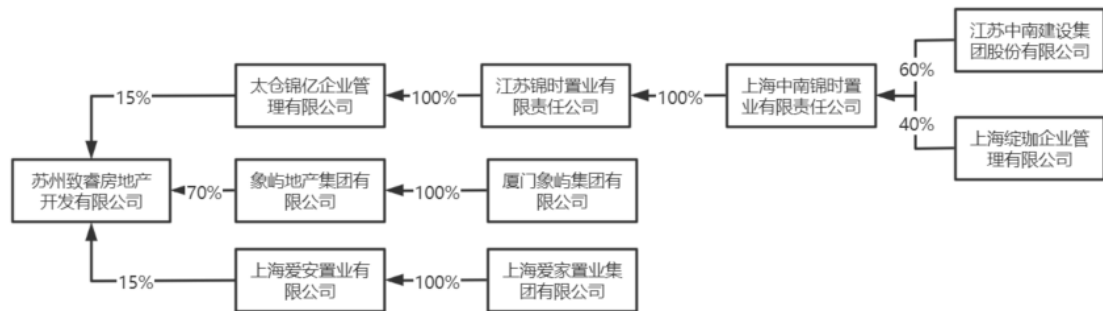 江苏中南建设集
团股份有限公司
60%
太仓锦亿企业管
理有限公司
江苏锦时置业有
限责任公司
上海中南锦时置
业有限责任公司
15%
100%
100%
40%
上海绽珈企业管
理有限公司
苏州致睿房地产
开发有限公司
70%
象屿地产集团有
限公司
100%
厦门象屿集团有
限公司
15%
上海爱安置业有
限公司
100%
上海爱家置业集
团有限公司